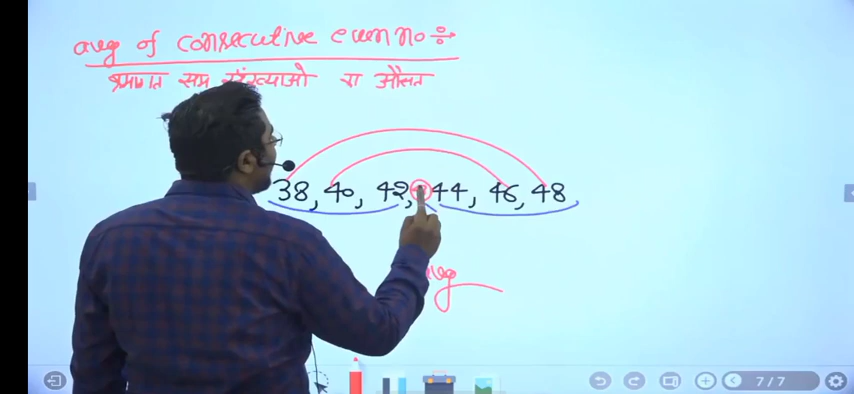 avg of consecutive even no ÷
क्रमागत सम संख्याओ का औसत
38, 40, 42, 44, 46, 48
avg
7 / 7